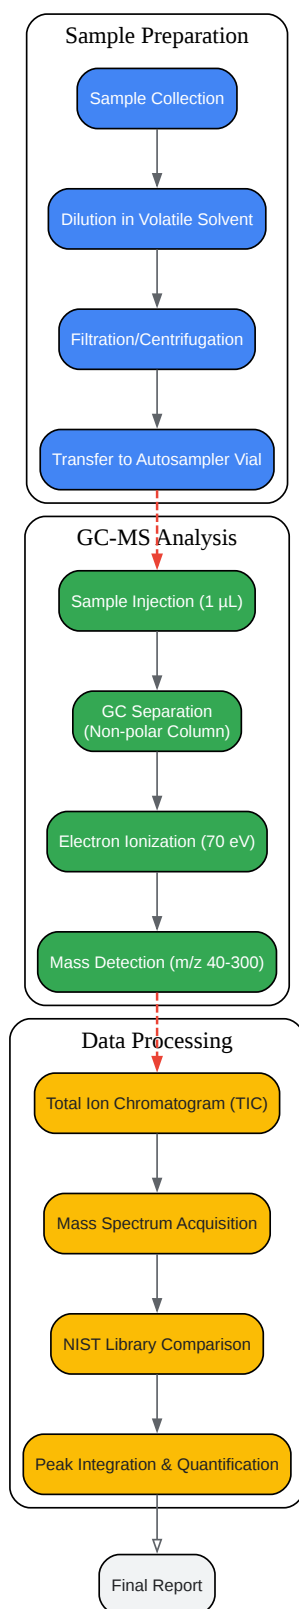 Sample Preparation
Sample Collection
Dilution in Volatile Solvent
Filtration/Centrifugation
Transfer to Autosampler Vial
GC-MS Analysis
Sample Injection (1 µL)
GC Separation
(Non-polar Column)
Electron Ionization (70 eV)
Mass Detection (m/z 40-300)
Data Processing
Total Ion Chromatogram (TIC)
Mass Spectrum Acquisition
NIST Library Comparison
Peak Integration & Quantification
Final Report